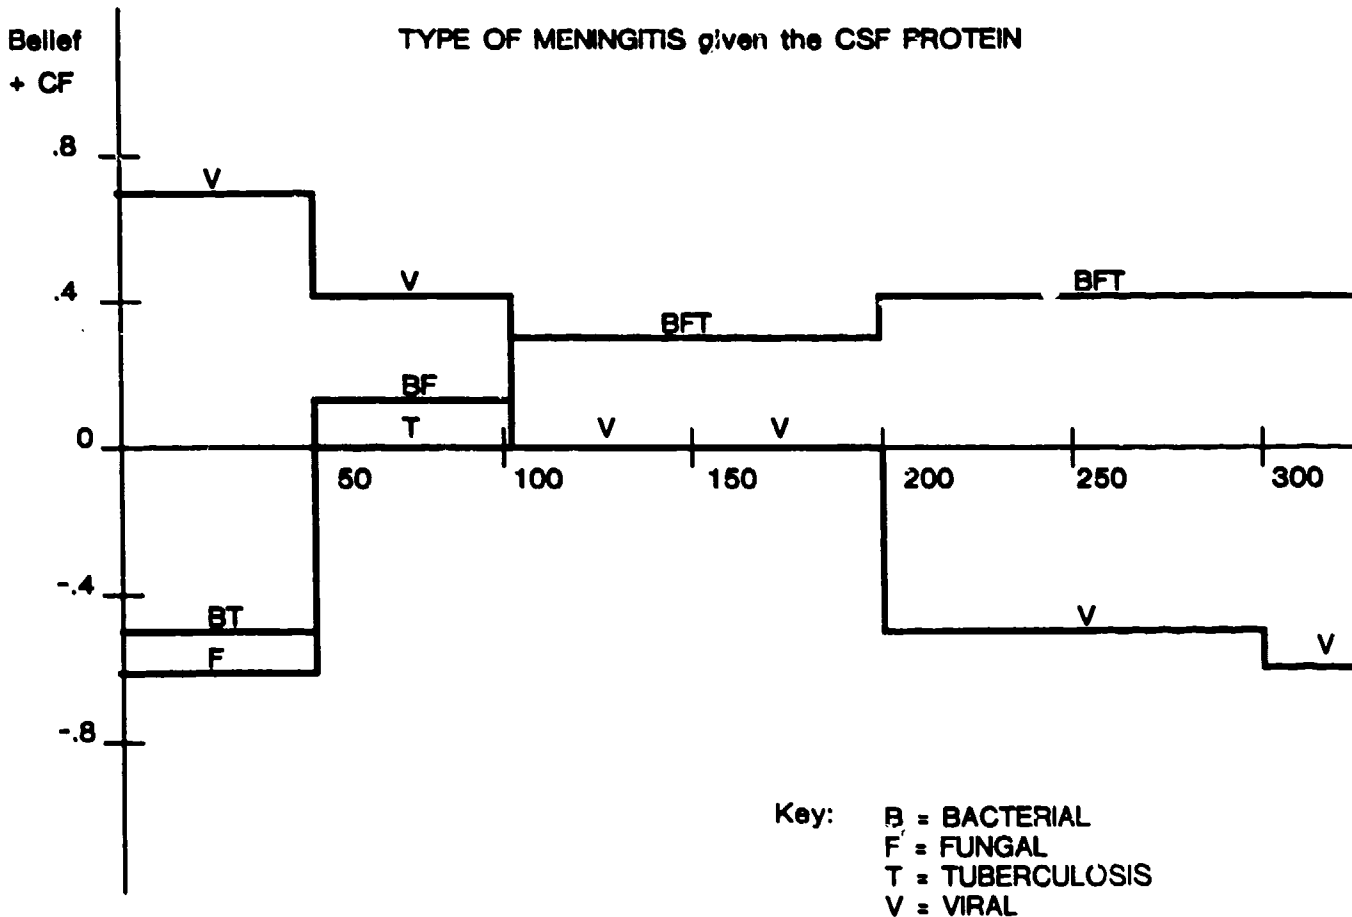 Belief
+ CF
TYPE OF MENINGITIS given the CSF PROTEIN
.8
V
.4
V
BFT
BFT
BF
0
T
V
V
50
100
150
200
250
300
-.4
BT
F
V
V
-.8
Key:
B = BACTERIAL
F = FUNGAL
T = TUBERCULOSIS
V = VIRAL